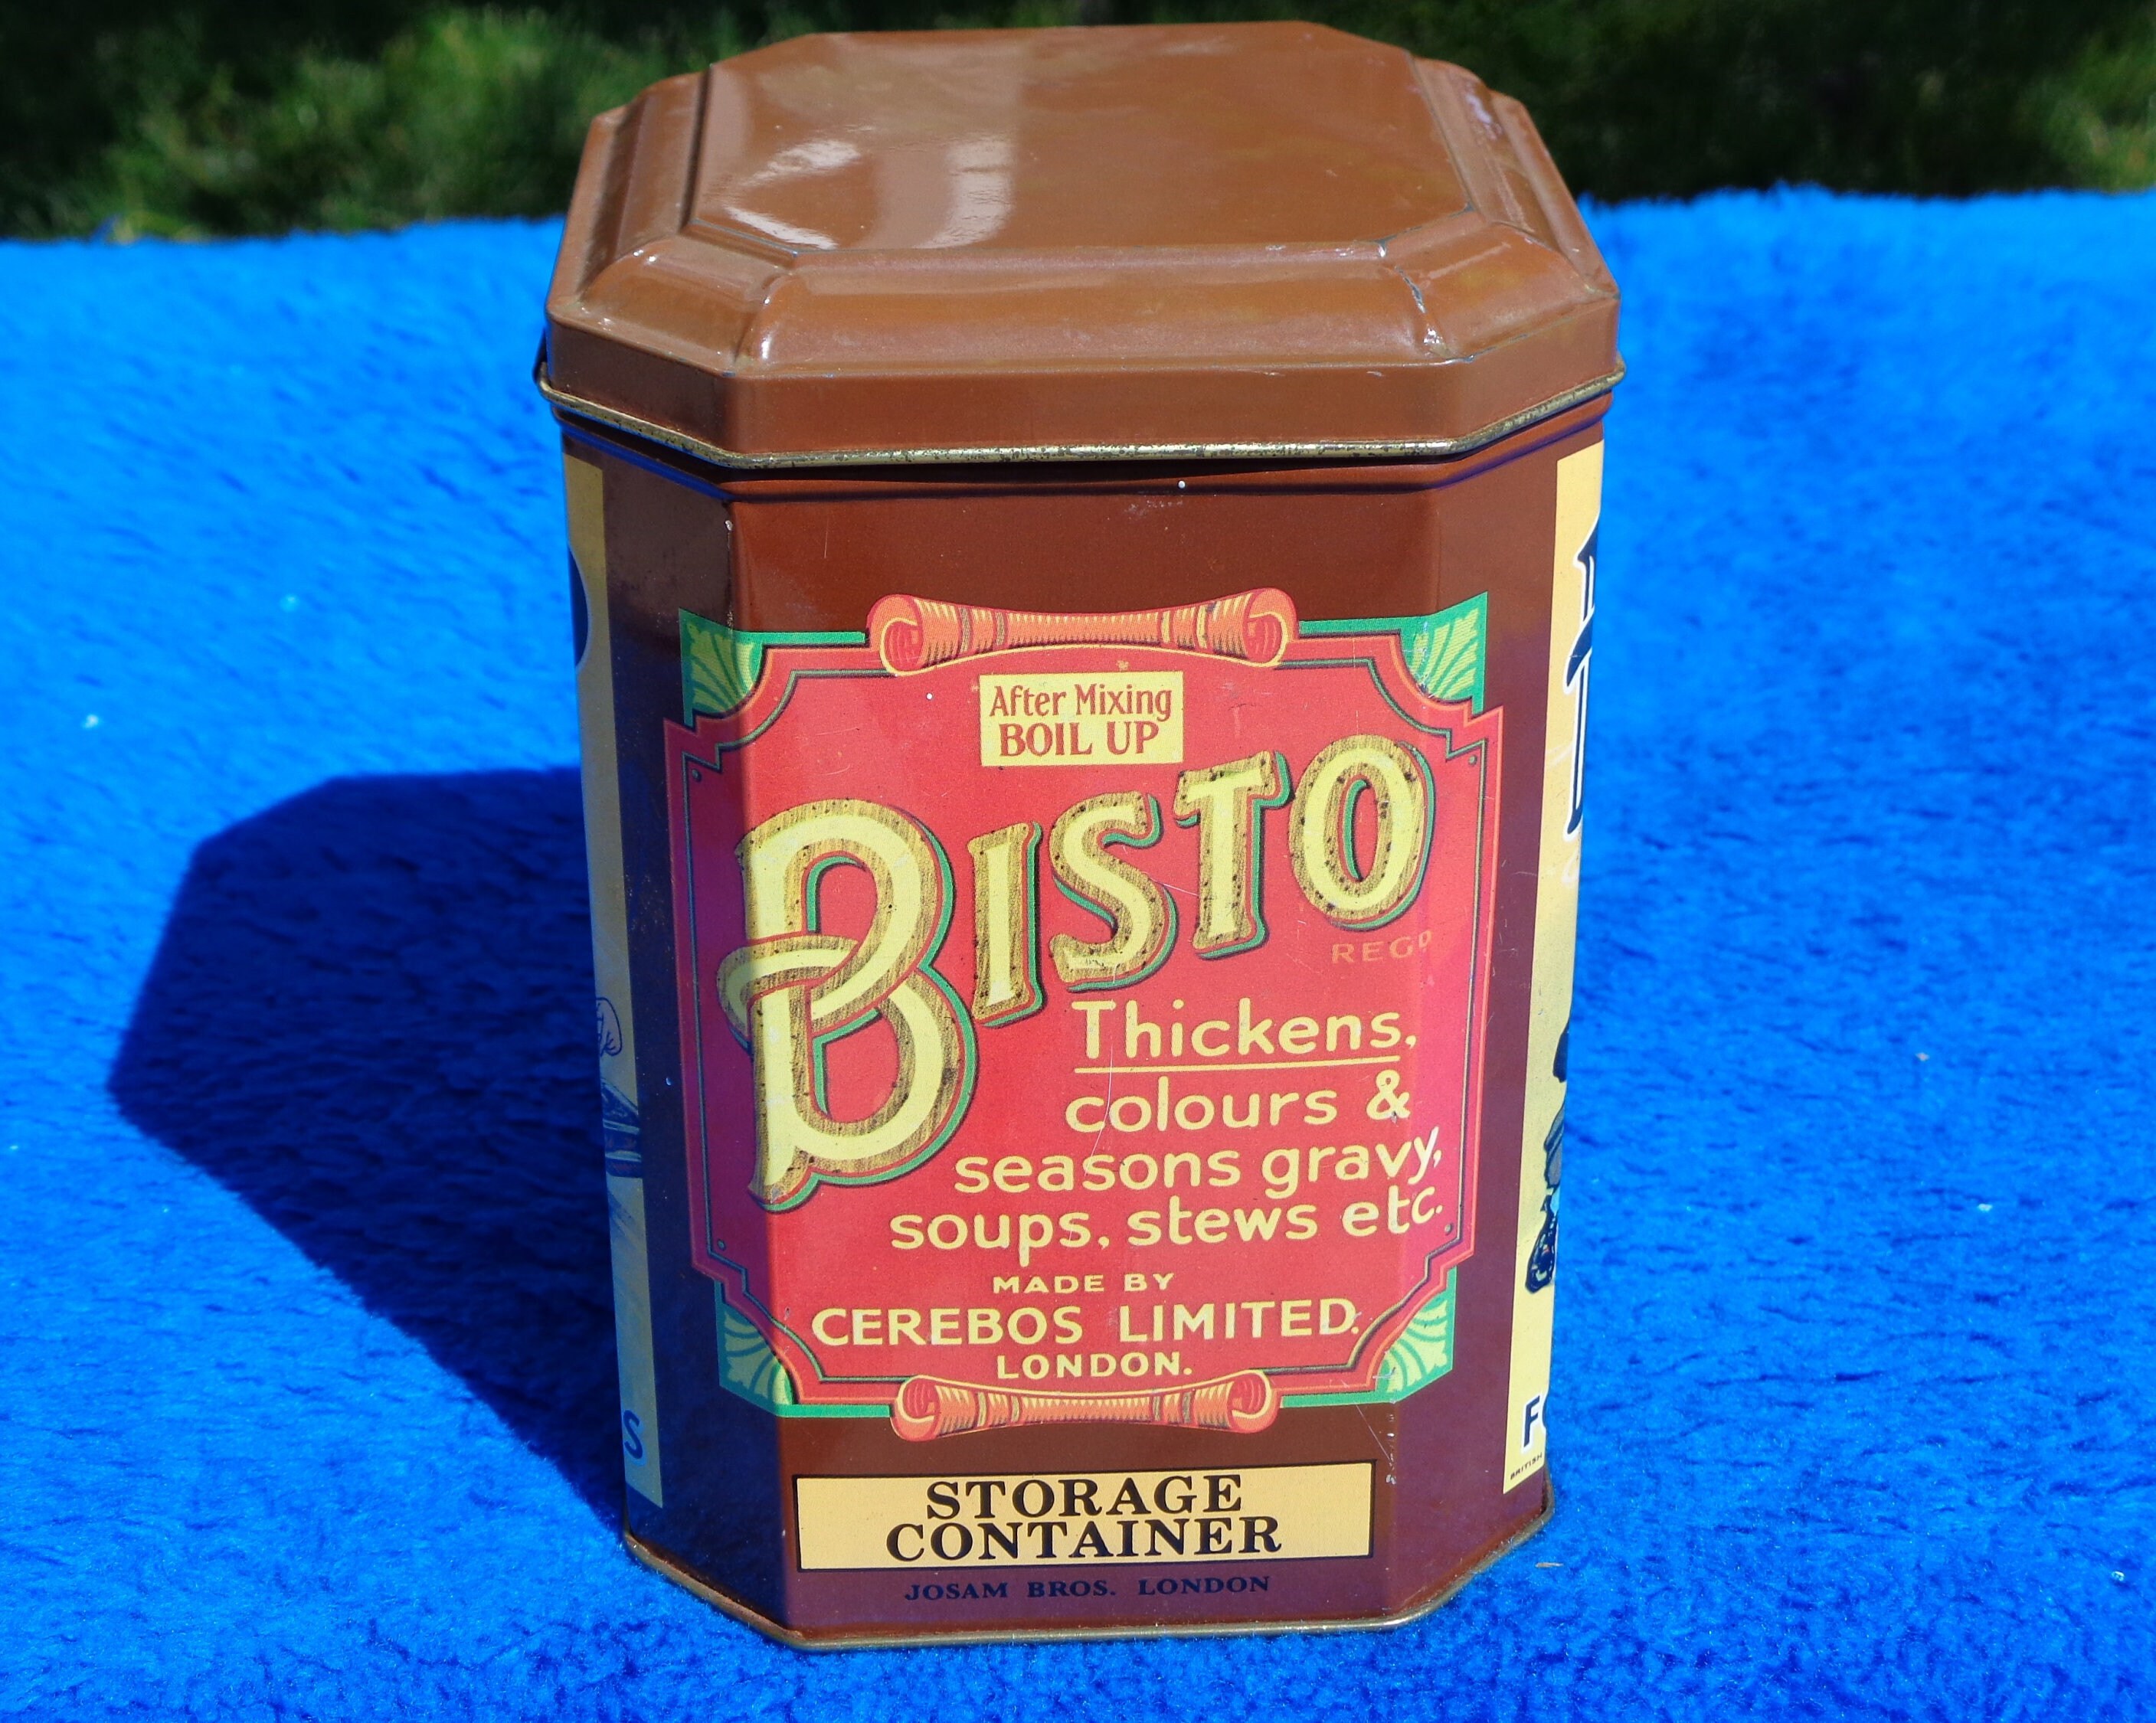 After Mixing
BOIL UP
BISTO
REGD
Thickens,
colours &
seasons gravy,
soups, stews etc.
MADE BY
CEREBOS LIMITED.
LONDON.
STORAGE
CONTAINER
JOSAM BROS. LONDON
S
BRITISH